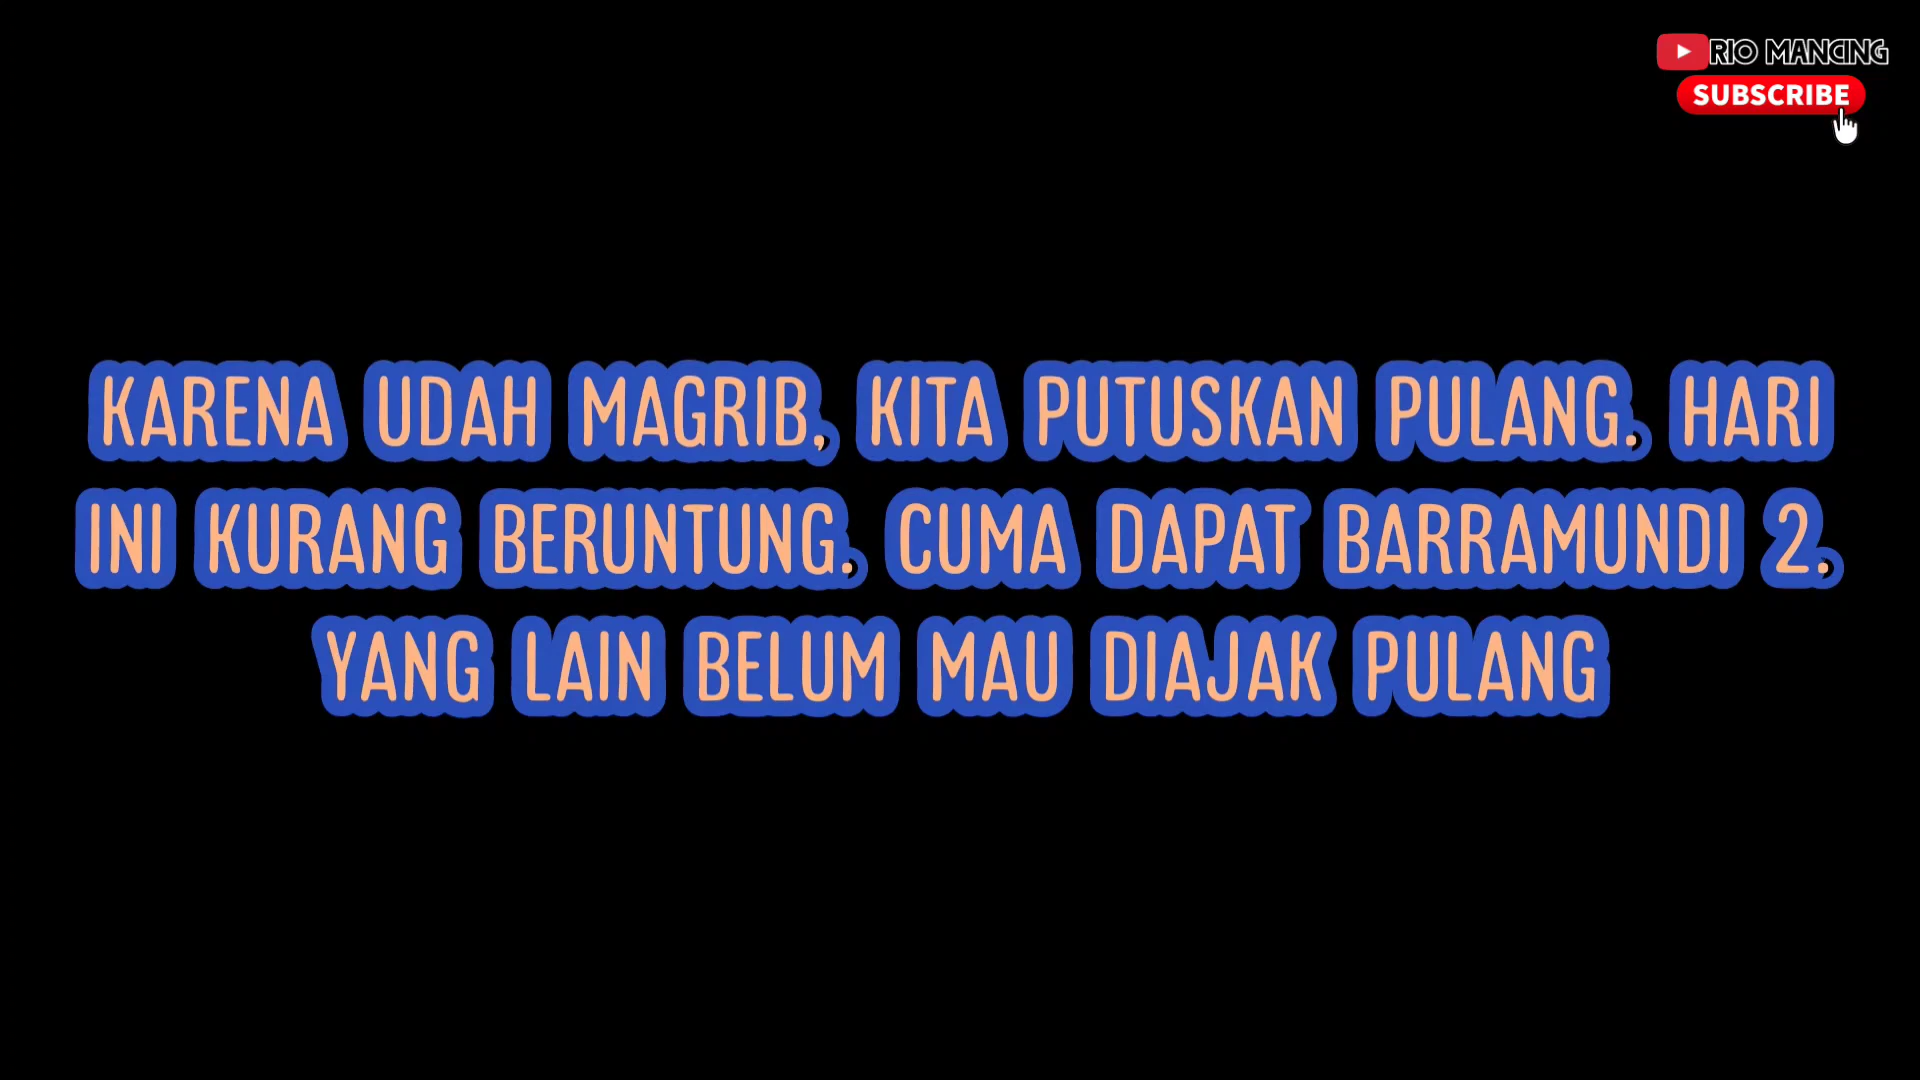 RIO MANCING
SUBSCRIBE
KARENA UDAH MAGRIB, KITA PUTUSKAN PULANG. HARI
INI KURANG BERUNTUNG. CUMA DAPAT BARRAMUNDI 2.
YANG LAIN BELUM MAU DIAJAK PULANG